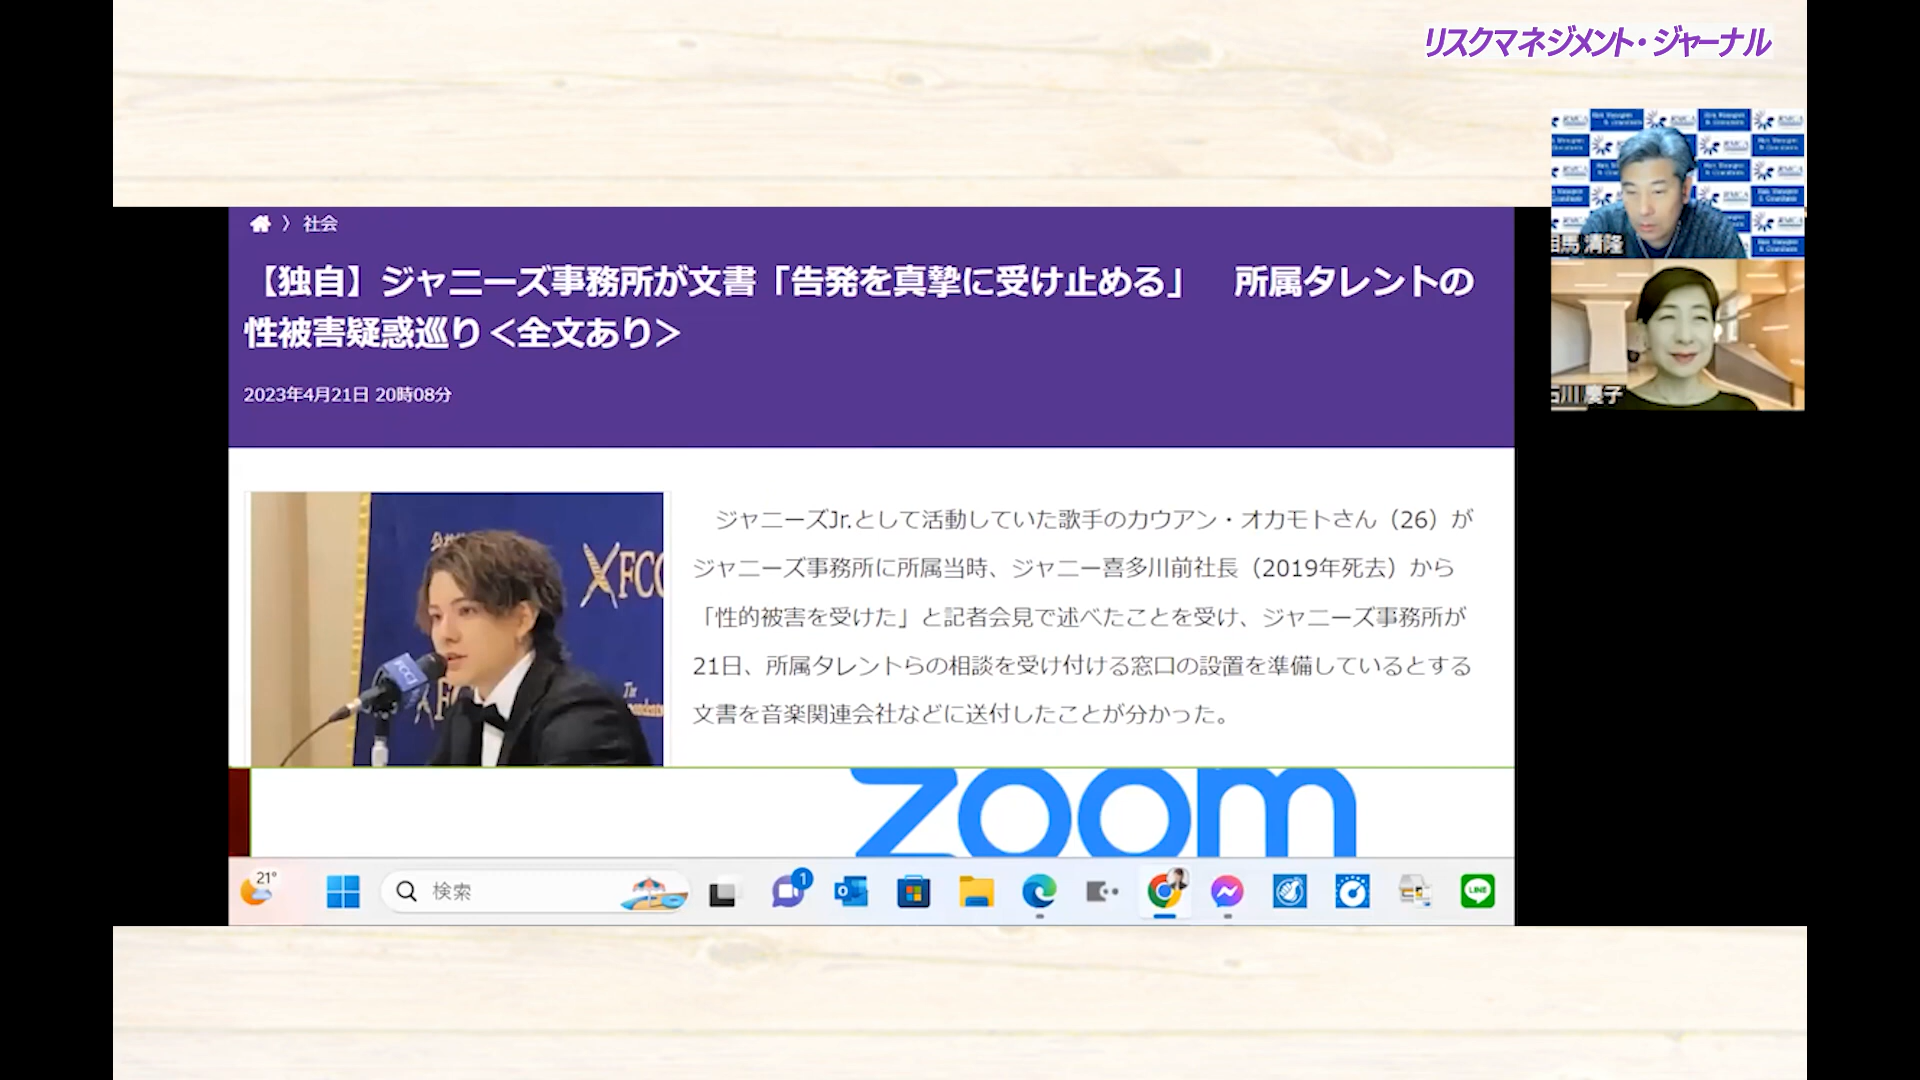 リスクマネジメント・ジャーナル
相馬 清隆
石川慶子
〉 社会
【独自】ジャニーズ事務所が文書「告発を真摯に受け止める」　所属タレントの
性被害疑惑巡り＜全文あり＞
2023年4月21日 20時08分
ジャニーズJr.として活動していた歌手のカウアン・オカモトさん（26）が
ジャニーズ事務所に所属当時、ジャニー喜多川前社長（2019年死去）から
「性的被害を受けた」と記者会見で述べたことを受け、ジャニーズ事務所が
21日、所属タレントらの相談を受け付ける窓口の設置を準備しているとする
文書を音楽関連会社などに送付したことが分かった。
FCC
FCCJ
zoom
21°
検索
1
LINE